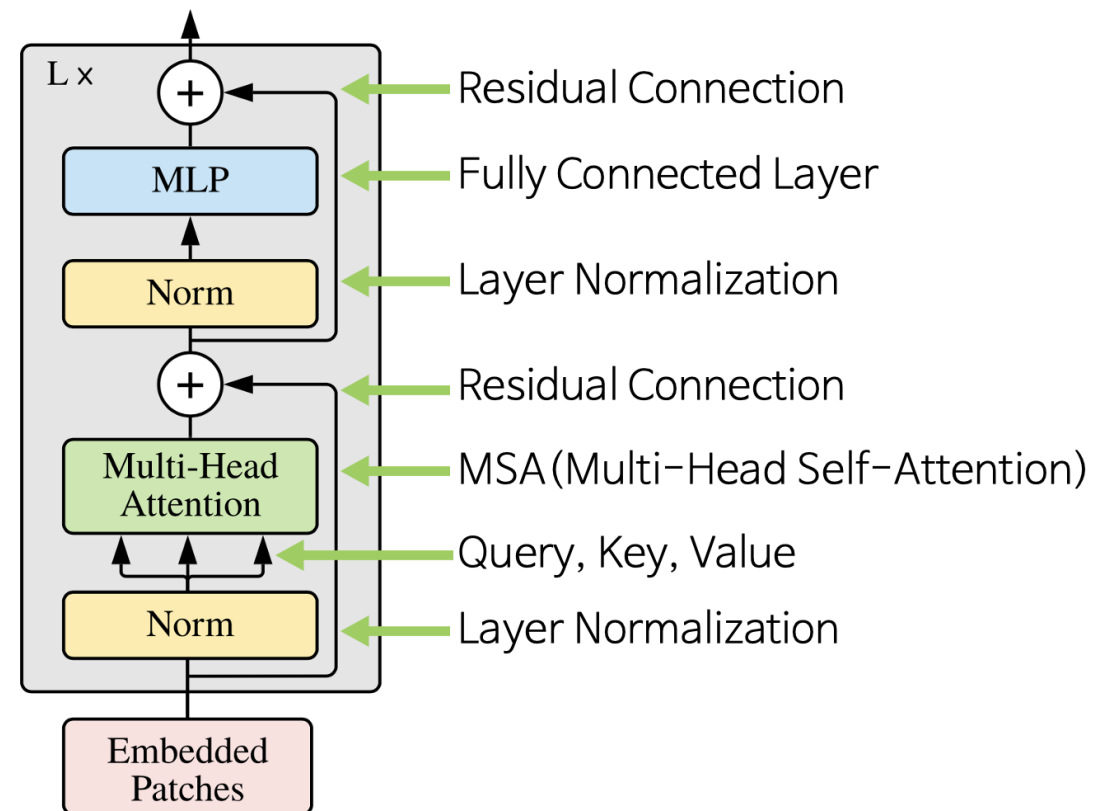 L ×
+
Residual Connection
MLP
Fully Connected Layer
Norm
Layer Normalization
+
Residual Connection
Multi-Head
Attention
MSA(Multi-Head Self-Attention)
Query, Key, Value
Norm
Layer Normalization
Embedded
Patches